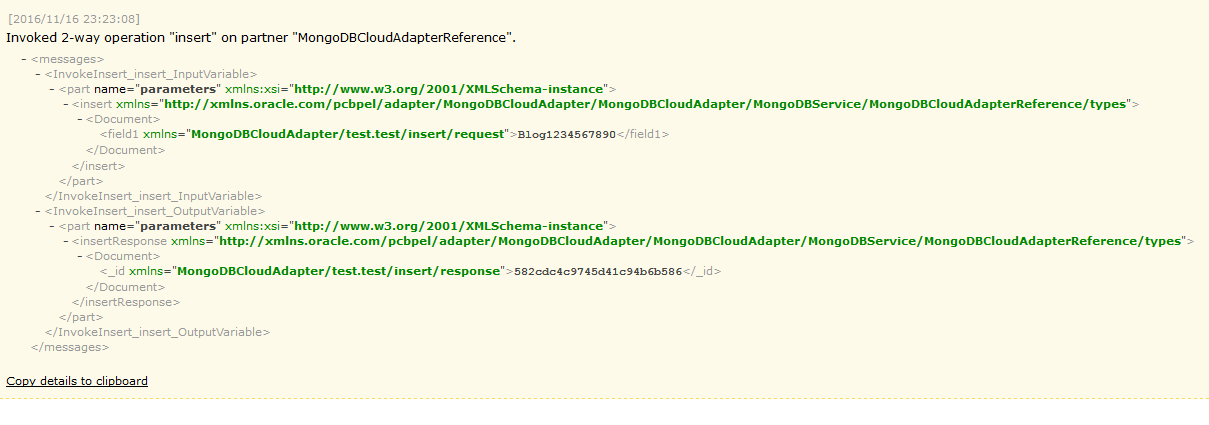 [2016/11/16 23:23:08]
Invoked 2-way operation "insert" on partner "MongoDBCloudAdapterReference".
- <messages>
- <InvokeInsert_insert_InputVariable>
- <part name="parameters" xmlns:xsi="http://www.w3.org/2001/XMLSchema-instance">
- <insert xmlns="http://xmlns.oracle.com/pcbpel/adapter/MongoDBCloudAdapter/MongoDBCloudAdapter/MongoDBService/MongoDBCloudAdapterReference/types">
- <Document>
<field1 xmlns="MongoDBCloudAdapter/test.test/insert/request">Blog1234567890</field1>
</Document>
</insert>
</part>
</InvokeInsert_insert_InputVariable>
- <InvokeInsert_insert_OutputVariable>
- <part name="parameters" xmlns:xsi="http://www.w3.org/2001/XMLSchema-instance">
- <insertResponse xmlns="http://xmlns.oracle.com/pcbpel/adapter/MongoDBCloudAdapter/MongoDBCloudAdapter/MongoDBService/MongoDBCloudAdapterReference/types">
- <Document>
<_id xmlns="MongoDBCloudAdapter/test.test/insert/response">582cdc4c9745d41c94b6b586</_id>
</Document>
</insertResponse>
</part>
</InvokeInsert_insert_OutputVariable>
</messages>
Copy details to clipboard